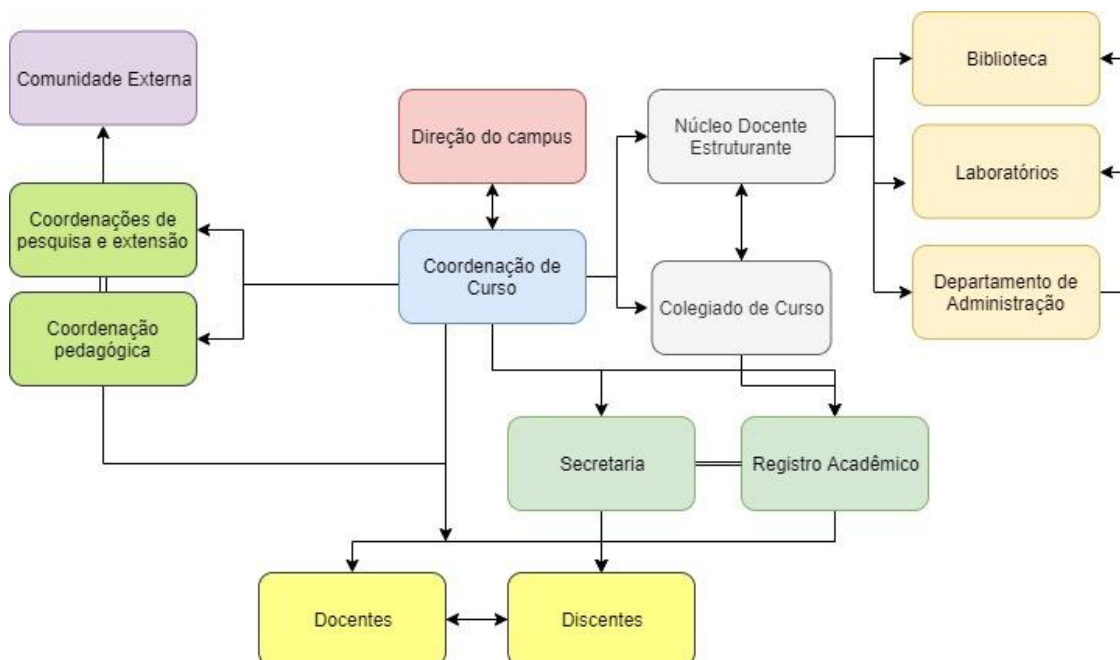 Comunidade Externa
Biblioteca
Direção do campus
Núcleo Docente
Estruturante
Laboratórios
Coordenações de
pesquisa e extensão
Coordenação de
Curso
Colegiado de Curso
Departamento de
Administração
Coordenação
pedagógica
Secretaria
Registro Acadêmico
Docentes
Discentes